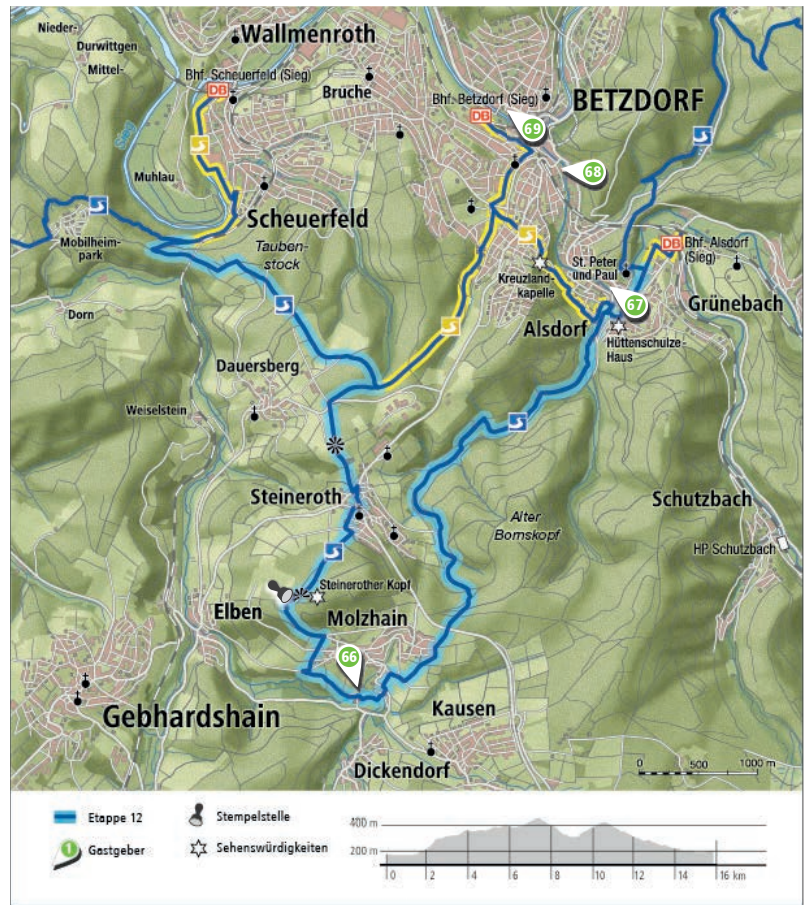 Nieder-
Durwittgen
Mittel-
Wallmenroth
Bhf. Scheuerfeld (Sieg)
DB
Bruche
Bhf. Betzdorf (Sieg)
DB
BETZDORF
69
68
Sieg
Muhlau
Scheuerfeld
Mobilheim-
park
Tauben-
stock
Kreuzland-
kapelle
St. Peter
und Paul
DB
Bhf. Alsdorf
(Sieg)
Grünebach
67
Alsdorf
Hüttenschulze-
Haus
Dorn
Dauersberg
Weiselstein
Steineroth
Alter
Bornskopf
Schutzbach
HP Schutzbach
Steinerother Kopf
Elben
Molzhain
66
Gebhardshain
Kausen
Dickendorf
0 500 1000 m
Etappe 12
Stempelstelle
1
Gastgeber
Sehenswürdigkeiten
400 m
200 m
0 2 4 6 8 10 12 14 16 km